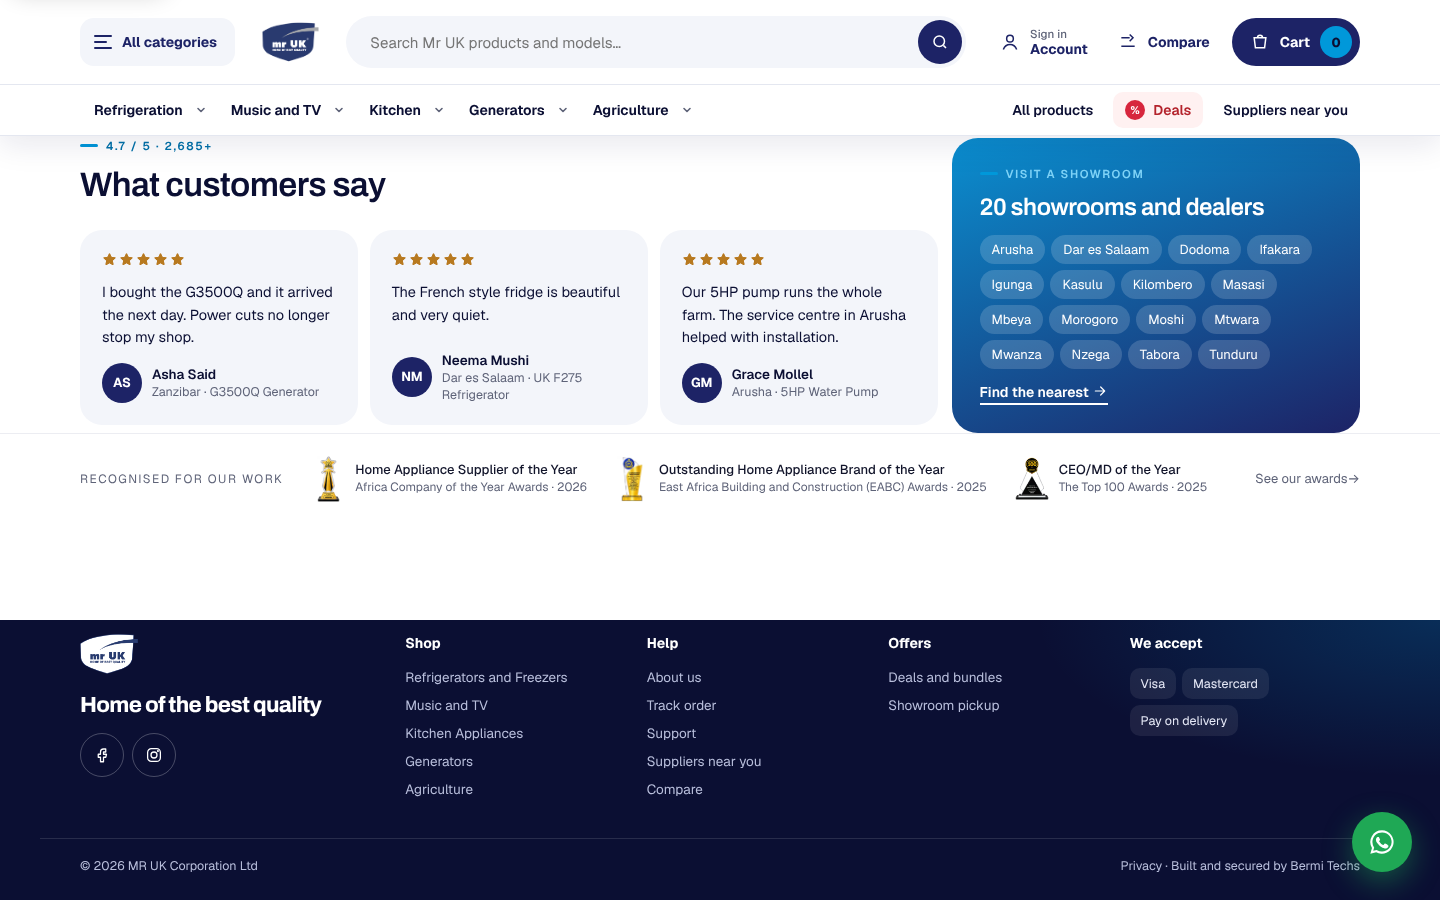 All categories
mr UK
HOME OF BEST QUALITY
Search Mr UK products and models...
Sign in
Account
Compare
Cart
0
Refrigeration
Music and TV
Kitchen
Generators
Agriculture
All products
%
Deals
Suppliers near you
4.7 / 5 · 2,685+
What customers say
I bought the G3500Q and it arrived
the next day. Power cuts no longer
stop my shop.
AS
Asha Said
Zanzibar · G3500Q Generator
The French style fridge is beautiful
and very quiet.
NM
Neema Mushi
Dar es Salaam · UK F275
Refrigerator
Our 5HP pump runs the whole
farm. The service centre in Arusha
helped with installation.
GM
Grace Mollel
Arusha · 5HP Water Pump
VISIT A SHOWROOM
20 showrooms and dealers
Arusha
Dar es Salaam
Dodoma
Ifakara
Igunga
Kasulu
Kilombero
Masasi
Mbeya
Morogoro
Moshi
Mtwara
Mwanza
Nzega
Tabora
Tunduru
Find the nearest →
RECOGNISED FOR OUR WORK
Home Appliance Supplier of the Year
Africa Company of the Year Awards · 2026
Outstanding Home Appliance Brand of the Year
East Africa Building and Construction (EABC) Awards · 2025
CEO/MD of the Year
The Top 100 Awards · 2025
See our awards→
mr UK
HOME OF BEST QUALITY
Home of the best quality
Shop
Refrigerators and Freezers
Music and TV
Kitchen Appliances
Generators
Agriculture
Help
About us
Track order
Support
Suppliers near you
Compare
Offers
Deals and bundles
Showroom pickup
We accept
Visa
Mastercard
Pay on delivery
© 2026 MR UK Corporation Ltd
Privacy · Built and secured by Bermi Techs